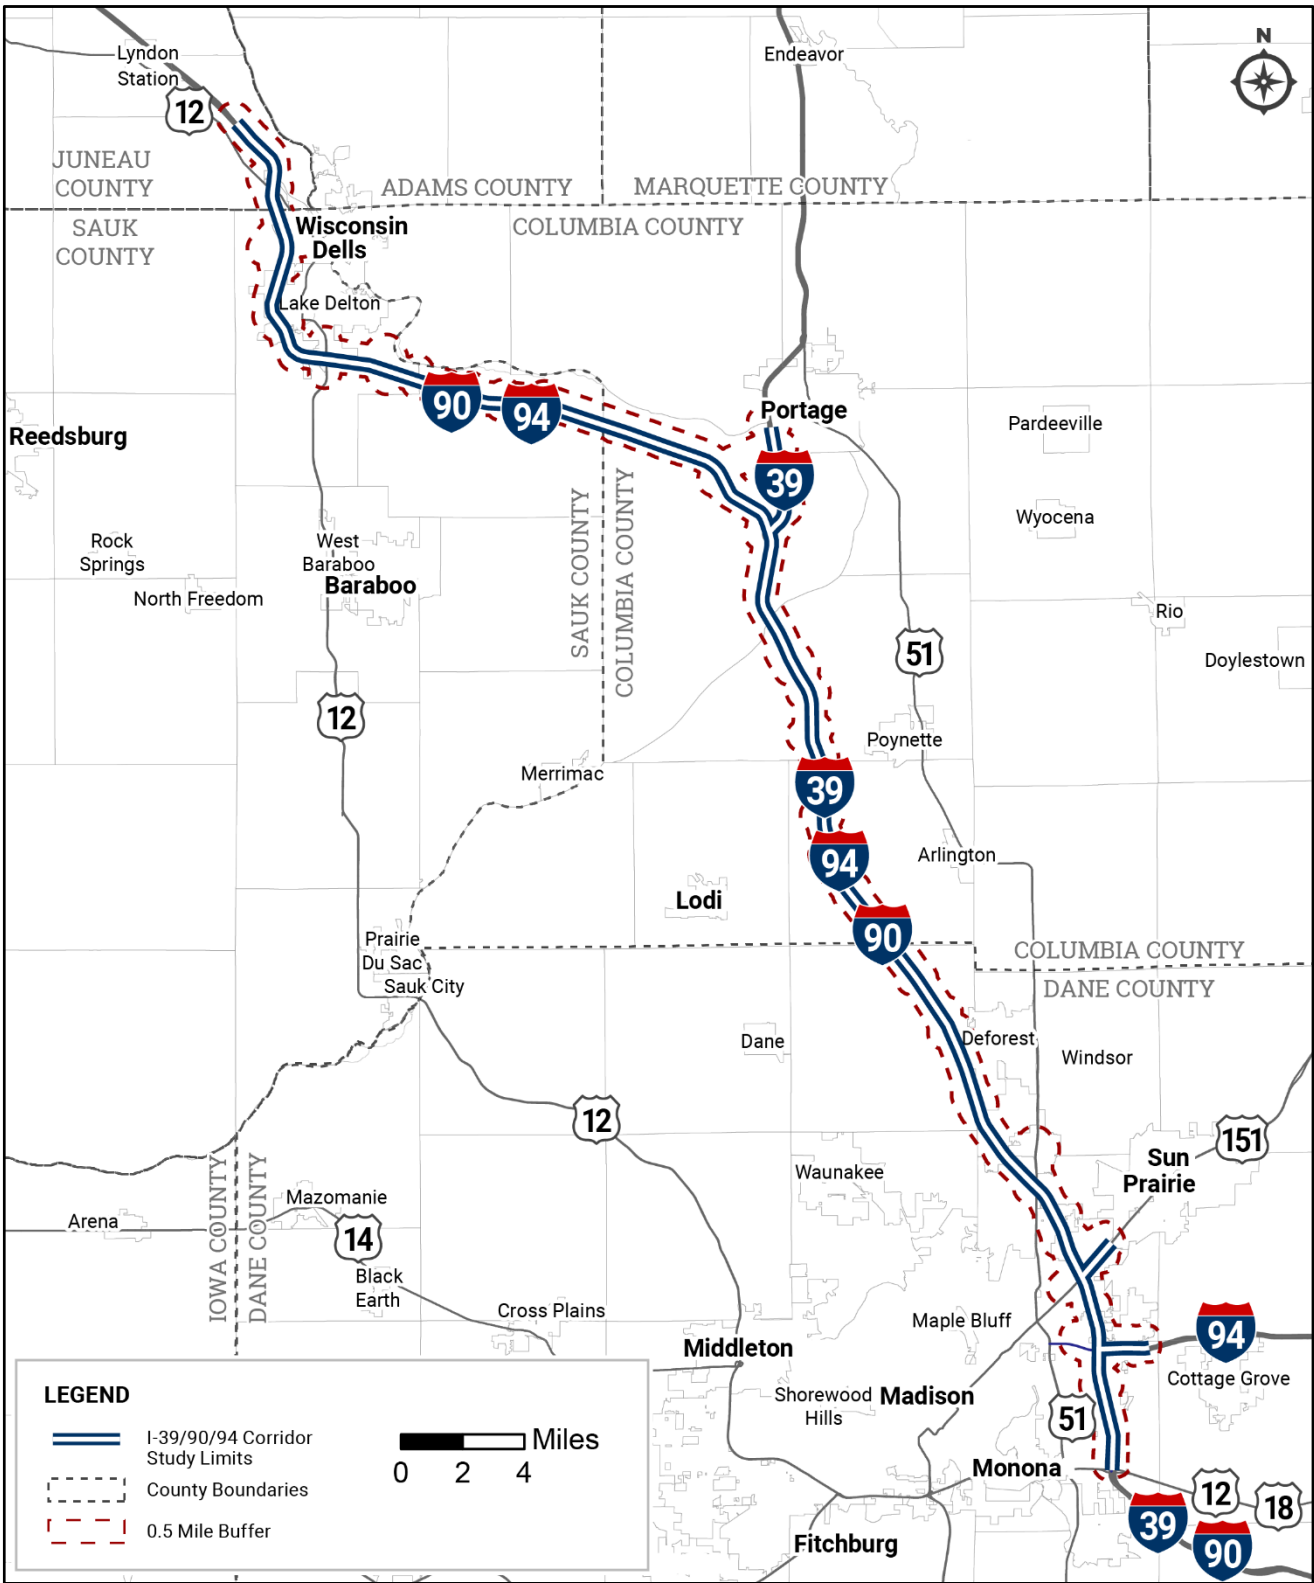 N
Lyndon
Station
Endeavor
12
JUNEAU
COUNTY
ADAMS COUNTY
MARQUETTE COUNTY
SAUK
COUNTY
Wisconsin
Dells
COLUMBIA COUNTY
Lake Delton
90
94
Portage
Reedsburg
Pardeeville
39
SAUK COUNTY
COLUMBIA COUNTY
Wyocena
Rock
Springs
West
Baraboo
Baraboo
North Freedom
Rio
51
Doylestown
12
Poynette
Merrimac
39
94
Arlington
Lodi
90
Prairie
Du Sac
Sauk City
COLUMBIA COUNTY
DANE COUNTY
Dane
Deforest
Windsor
12
151
Sun
Prairie
Waunakee
IOWA COUNTY
DANE COUNTY
Mazomanie
Arena
14
Black
Earth
Cross Plains
Maple Bluff
94
Middleton
Cottage Grove
Shorewood
Hills
Madison
51
Monona
12
18
39
90
Fitchburg
LEGEND
I-39/90/94 Corridor
Study Limits
County Boundaries
0.5 Mile Buffer
Miles
0 2 4